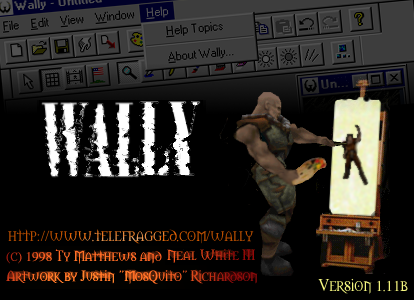 Wally - Untitled
File Edit View Window Help
Help Topics
About Wally...
Un...
WALLY
HTTP://WWW.TELEFRAGGED.COM/WALLY
(C) 1998 Ty Matthews and Neal White III
Artwork by Justin "Mosquito" Richardson
Version 1.11B